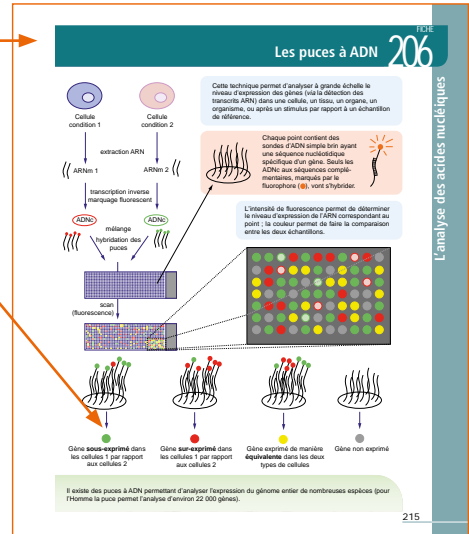 FICHE
206
Les puces à ADN
L'analyse des acides nucléiques
Cellule
condition 1
Cellule
condition 2
Cette technique permet d'analyser à grande échelle le
niveau d'expression des gènes (via la détection des
transcrits ARN) dans une cellule, un tissu, un organe, un
organisme, ou après un stimulus par rapport à un échantillon
de référence.
extraction ARN
ARNm 1
ARNm 2
transcription inverse
marquage fluorescent
ADNc
ADNc
mélange
hybridation des
puces
Chaque point contient des
sondes d'ADN simple brin ayant
une séquence nucléotidique
spécifique d'un gène. Seuls les
ADNc aux séquences complé-
mentaires, marqués par le
fluorophore (), vont s'hybrider.
L'intensité de fluorescence permet de déterminer
le niveau d'expression de l'ARN correspondant au
point ; la couleur permet de faire la comparaison
entre les deux échantillons.
scan
(fluorescence)
Gène sous-exprimé dans
les cellules 1 par rapport
aux cellules 2
Gène sur-exprimé dans
les cellules 1 par rapport
aux cellules 2
Gène exprimé de manière
équivalente dans les deux
types de cellules
Gène non exprimé
Il existe des puces à ADN permettant d'analyser l'expression du génome entier de nombreuses espèces (pour
l'Homme la puce permet l'analyse d'environ 22 000 gènes).
215